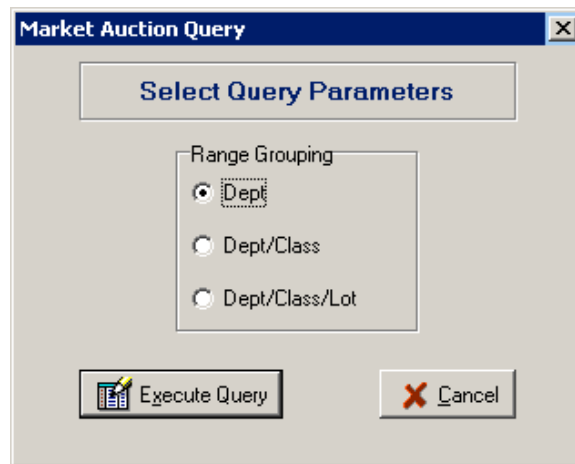 Market Auction Query
Select Query Parameters
Range Grouping
Dept
Dept/Class
Dept/Class/Lot
Execute Query
Cancel